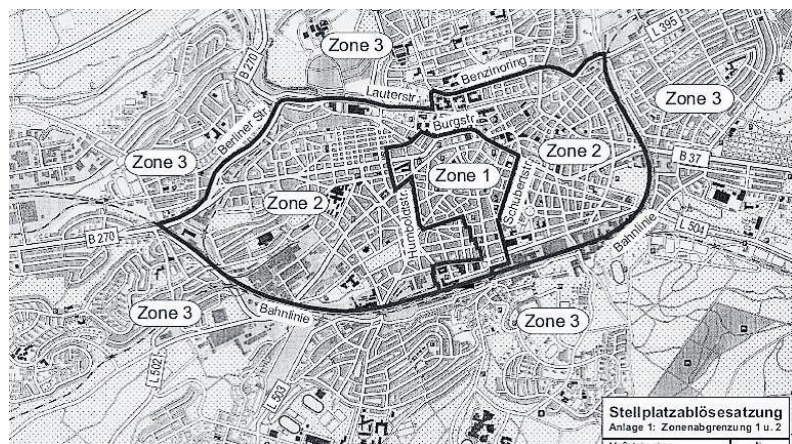 Zone 3
L 395
B 270
Benzinoring
Lauterstr.
Zone 3
Burgstr.
Berliner Str.
Zone 2
Zone 3
B 37
Zone 1
Zone 2
Schubertstr.
Humboldtstr.
L 504
B 270
Bahnlinie
Zone 3
Bahnlinie
Zone 3
L 502
L 503
Stellplatzablösesatzung
Anlage 1: Zonenabgrenzung 1 u. 2